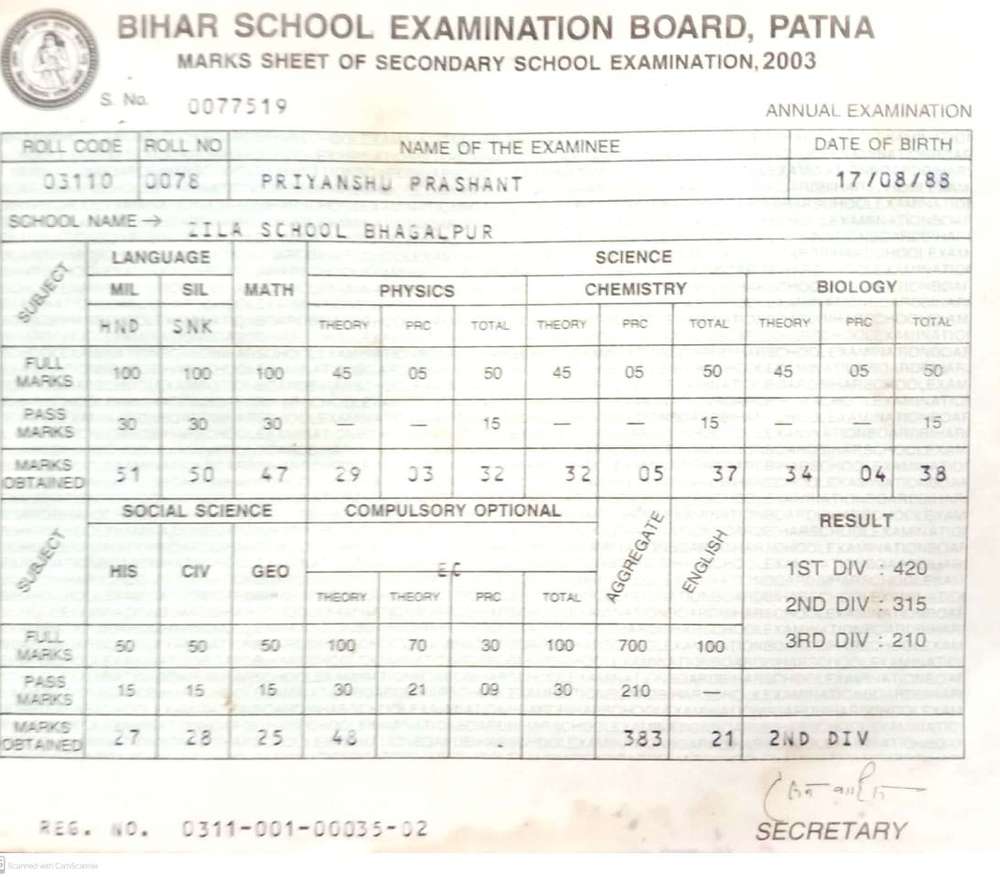 BIHAR SCHOOL EXAMINATION BOARD, PATNA
MARKS SHEET OF SECONDARY SCHOOL EXAMINATION, 2003
S. No. 0077519
ANNUAL EXAMINATION
ROLL CODE ROLL NO NAME OF THE EXAMINEE DATE OF BIRTH
03110 0078 PRIYANSHU PRASHANT 17/08/88
SCHOOL NAME → ZILA SCHOOL BHAGALPUR
SUBJECT LANGUAGE SCIENCE
MIL SIL MATH PHYSICS CHEMISTRY BIOLOGY
HND SNK THEORY PRC TOTAL THEORY PRC TOTAL THEORY PRC TOTAL
FULL MARKS 100 100 100 45 05 50 45 05 50 45 05 50
PASS MARKS 30 30 30 — — 15 — — 15 — — 15
MARKS OBTAINED 51 50 47 29 03 32 32 05 37 34 04 38
SUBJECT SOCIAL SCIENCE COMPULSORY OPTIONAL AGGREGATE ENGLISH RESULT
HIS CIV GEO EC 1ST DIV : 420
THEORY THEORY PRC TOTAL 2ND DIV : 315
FULL MARKS 50 50 50 100 70 30 100 700 100 3RD DIV : 210
PASS MARKS 15 15 15 30 21 09 30 210 —
MARKS OBTAINED 27 28 25 48 383 21 2ND DIV
REG. NO. 0311-001-00035-02
SECRETARY
Scanned with CamScanner